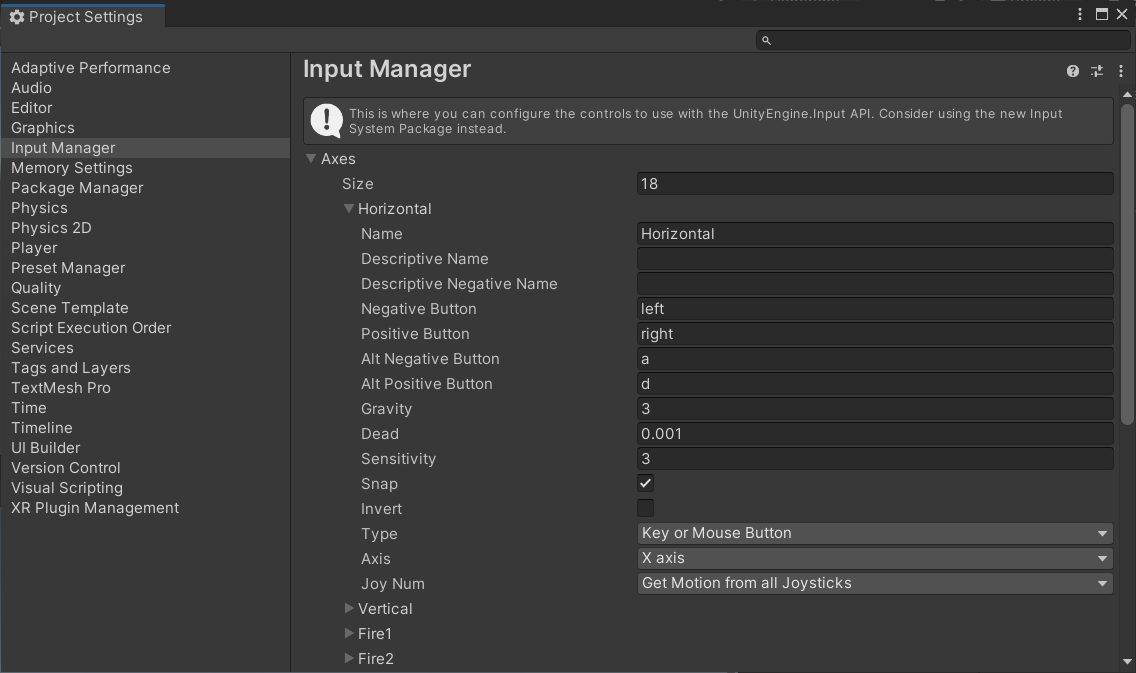 Project Settings
Adaptive Performance
Audio
Editor
Graphics
Input Manager
Memory Settings
Package Manager
Physics
Physics 2D
Player
Preset Manager
Quality
Scene Template
Script Execution Order
Services
Tags and Layers
TextMesh Pro
Time
Timeline
UI Builder
Version Control
Visual Scripting
XR Plugin Management
Input Manager
This is where you can configure the controls to use with the UnityEngine.Input API. Consider using the new Input
System Package instead.
Axes
Size 18
Horizontal
Name Horizontal
Descriptive Name
Descriptive Negative Name
Negative Button left
Positive Button right
Alt Negative Button a
Alt Positive Button d
Gravity 3
Dead 0.001
Sensitivity 3
Snap
Invert
Type Key or Mouse Button
Axis X axis
Joy Num Get Motion from all Joysticks
Vertical
Fire1
Fire2